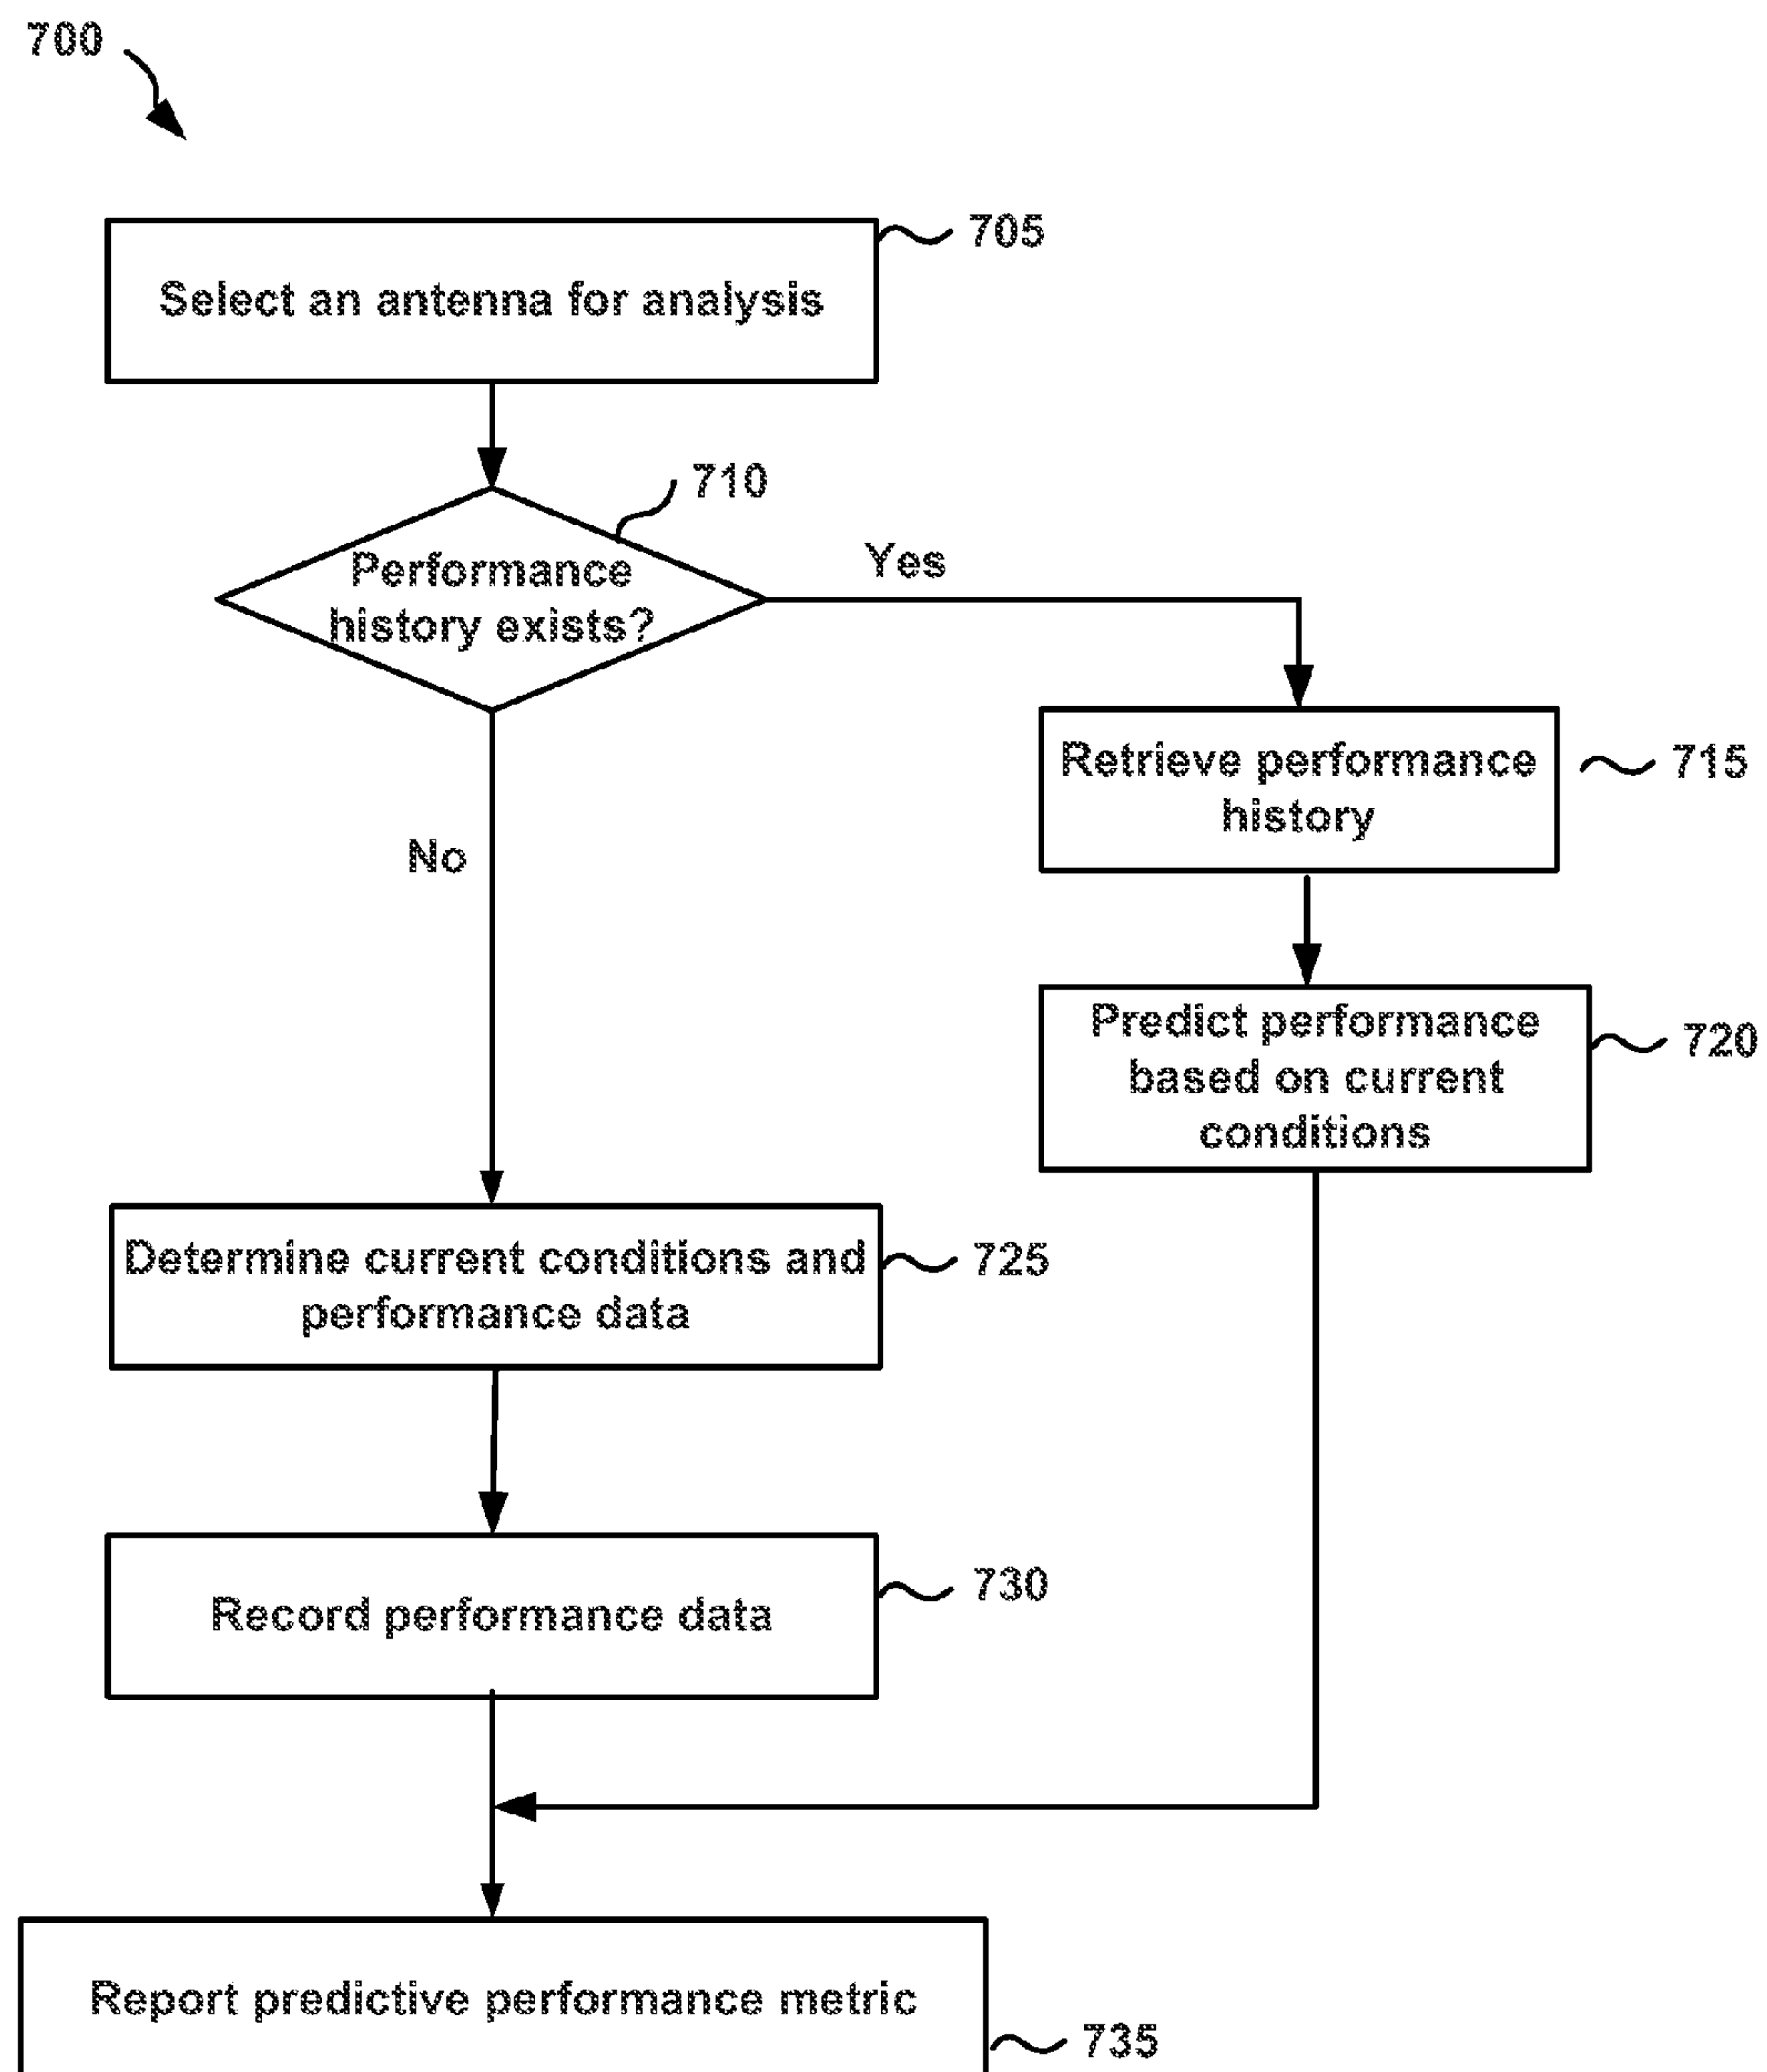 700
Select an antenna for analysis
705
710
Performance
history exists?
Yes
Retrieve performance
history
715
No
Predict performance
based on current
conditions
720
Determine current conditions and
performance data
725
Record performance data
730
Report predictive performance metric
735